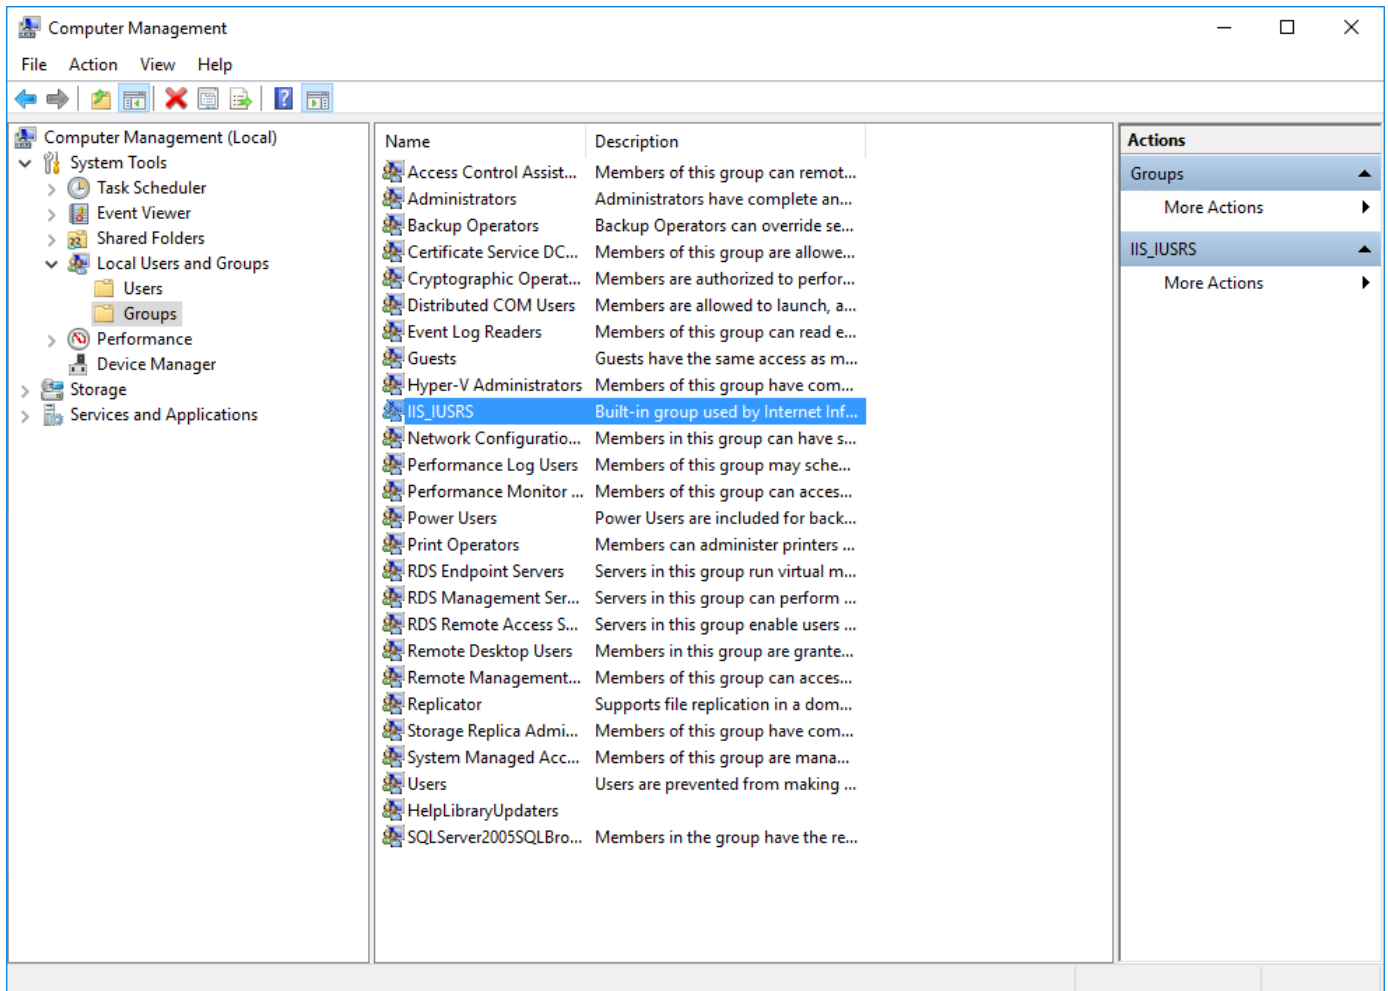 Computer Management
File Action View Help
Computer Management (Local)
System Tools
Task Scheduler
Event Viewer
Shared Folders
Local Users and Groups
Users
Groups
Performance
Device Manager
Storage
Services and Applications
Name Description
Access Control Assist... Members of this group can remot...
Administrators Administrators have complete an...
Backup Operators Backup Operators can override se...
Certificate Service DC... Members of this group are allowe...
Cryptographic Operat... Members are authorized to perfor...
Distributed COM Users Members are allowed to launch, a...
Event Log Readers Members of this group can read e...
Guests Guests have the same access as m...
Hyper-V Administrators Members of this group have com...
IIS_IUSRS Built-in group used by Internet Inf...
Network Configuratio... Members in this group can have s...
Performance Log Users Members of this group may sche...
Performance Monitor ... Members of this group can acces...
Power Users Power Users are included for back...
Print Operators Members can administer printers ...
RDS Endpoint Servers Servers in this group run virtual m...
RDS Management Ser... Servers in this group can perform ...
RDS Remote Access S... Servers in this group enable users ...
Remote Desktop Users Members in this group are grante...
Remote Management... Members of this group can acces...
Replicator Supports file replication in a dom...
Storage Replica Admi... Members of this group have com...
System Managed Acc... Members of this group are mana...
Users Users are prevented from making ...
HelpLibraryUpdaters
SQLServer2005SQLBro... Members in the group have the re...
Actions
Groups
More Actions
IIS_IUSRS
More Actions